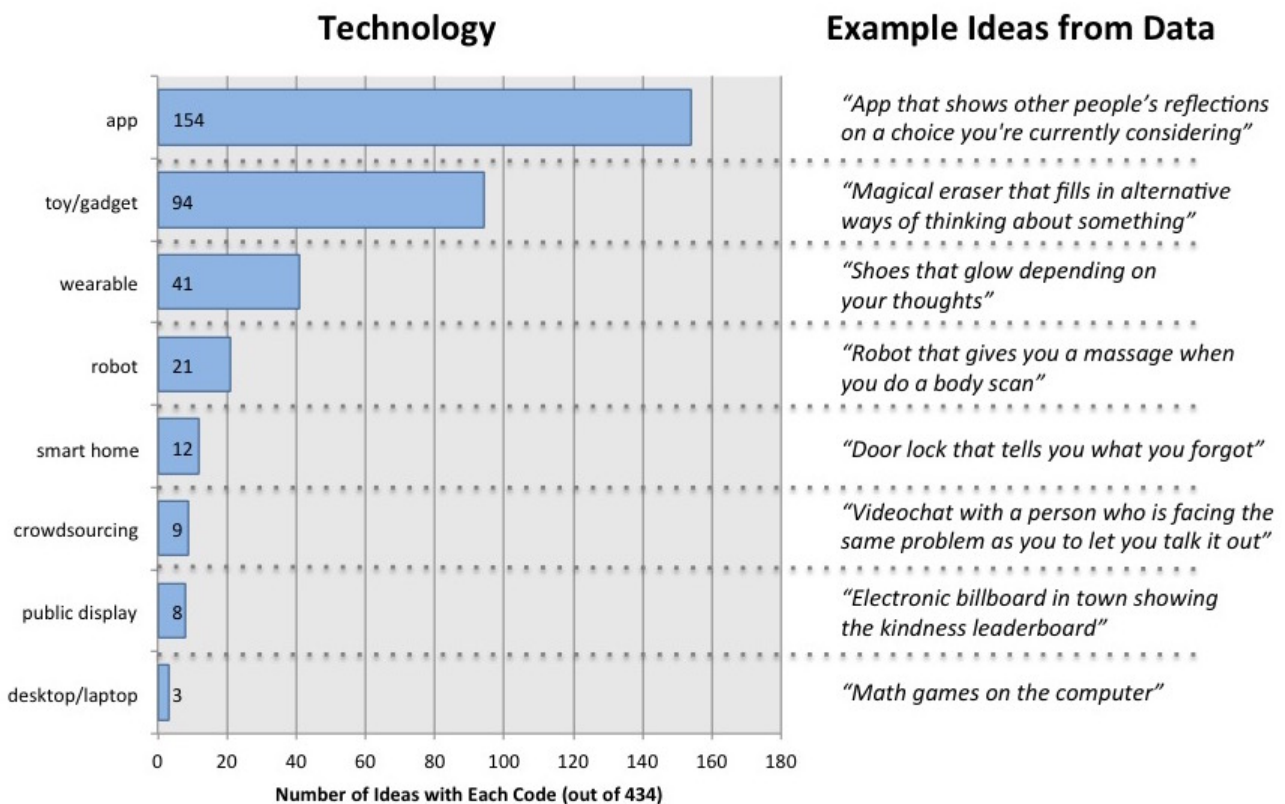 Technology
Example Ideas from Data
app
154
“App that shows other people’s reflections
on a choice you're currently considering”
toy/gadget
94
“Magical eraser that fills in alternative
ways of thinking about something”
wearable
41
“Shoes that glow depending on
your thoughts”
robot
21
“Robot that gives you a massage when
you do a body scan”
smart home
12
“Door lock that tells you what you forgot”
crowdsourcing
9
“Videochat with a person who is facing the
same problem as you to let you talk it out”
public display
8
“Electronic billboard in town showing
the kindness leaderboard”
desktop/laptop
3
“Math games on the computer”
0 20 40 60 80 100 120 140 160 180
Number of Ideas with Each Code (out of 434)